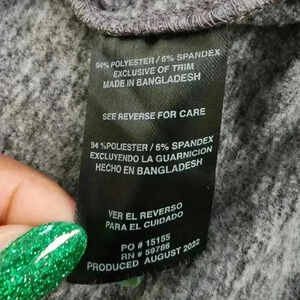 94% POLYESTER / 6% SPANDEX
EXCLUSIVE OF TRIM
MADE IN BANGLADESH
SEE REVERSE FOR CARE
94 %POLIESTER / 6% SPANDEX
EXCLUYENDO LA GUARNICION
HECHO EN BANGLADESH
VER EL REVERSO
PARA EL CUIDADO
PO # 15155
RN # 59766
PRODUCED AUGUST 2022